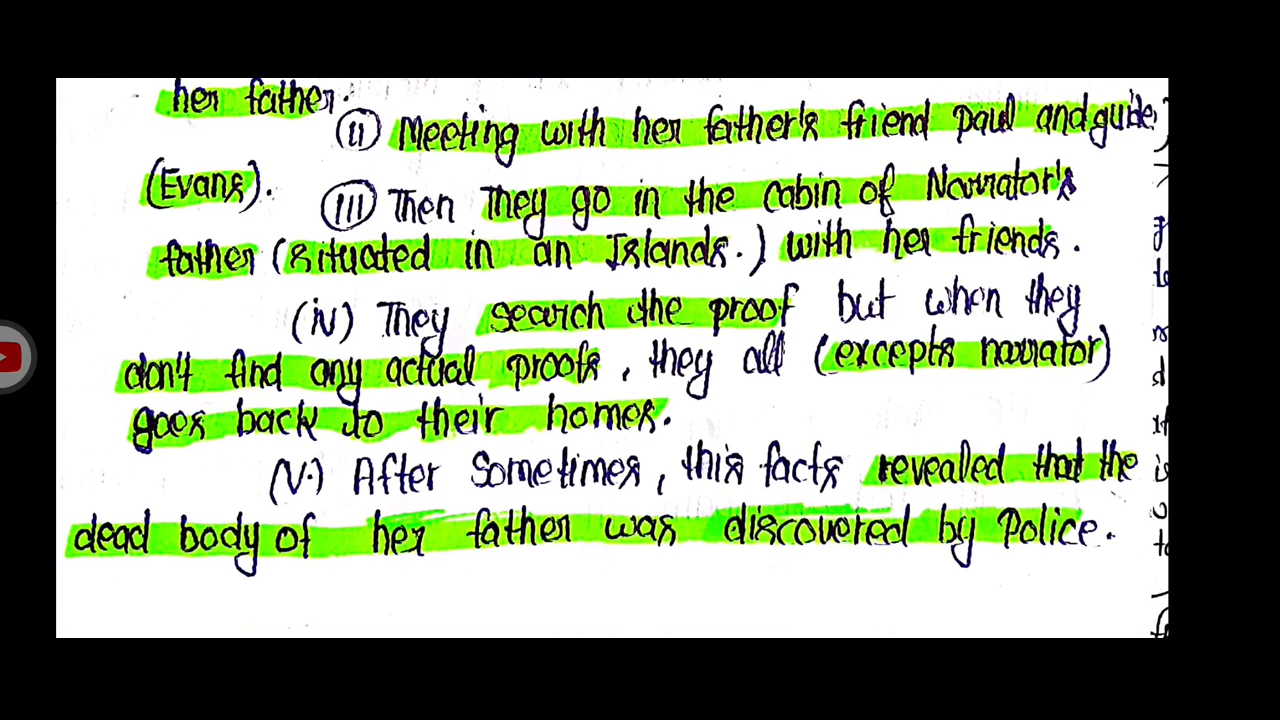 her father.
(II) Meeting with her father's friend paul and guide
(Evans).
(III) Then They go in the cabin of Narrator's
father (situated in an Islands.) with her friends.
(iv) They search the proof but when they
don't find any actual proofs, they all (excepts narrator)
goes back to their homes.
(V.) After Sometimes, this facts revealed that the
dead body of her father was discovered by Police.